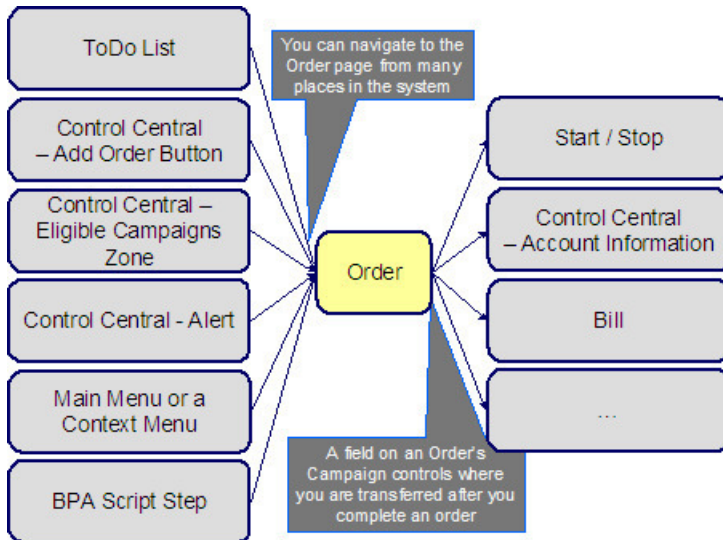 ToDo List
You can navigate to the
Order page from many
places in the system
Control Central
– Add Order Button
Start / Stop
Control Central –
Eligible Campaigns
Zone
Control Central
– Account Information
Order
Control Central - Alert
Bill
Main Menu or a
Context Menu
...
A field on an Order's
Campaign controls where
you are transferred after you
complete an order
BPA Script Step